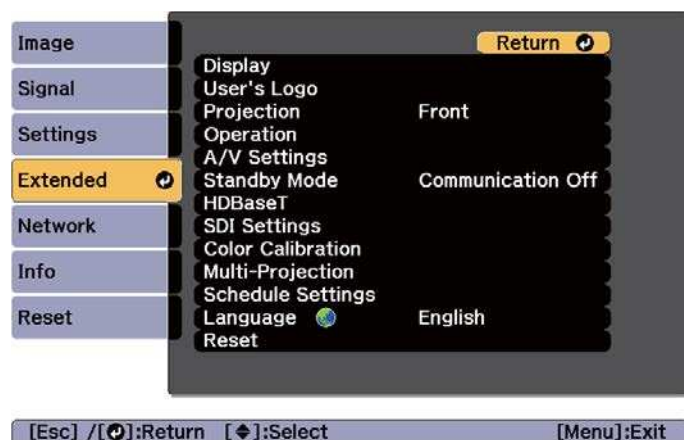 Image
Signal
Settings
Extended
Network
Info
Reset
Return
Display
User's Logo
Projection Front
Operation
A/V Settings
Standby Mode Communication Off
HDBaseT
SDI Settings
Color Calibration
Multi-Projection
Schedule Settings
Language English
Reset
[Esc] /[ ]:Return [ ]:Select [Menu]:Exit